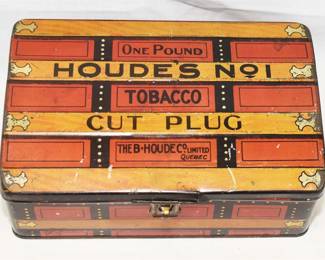 ONE POUND
HOUDE'S No1
TOBACCO
CUT PLUG
THE B·HOUDE Co. LIMITED
QUEBEC